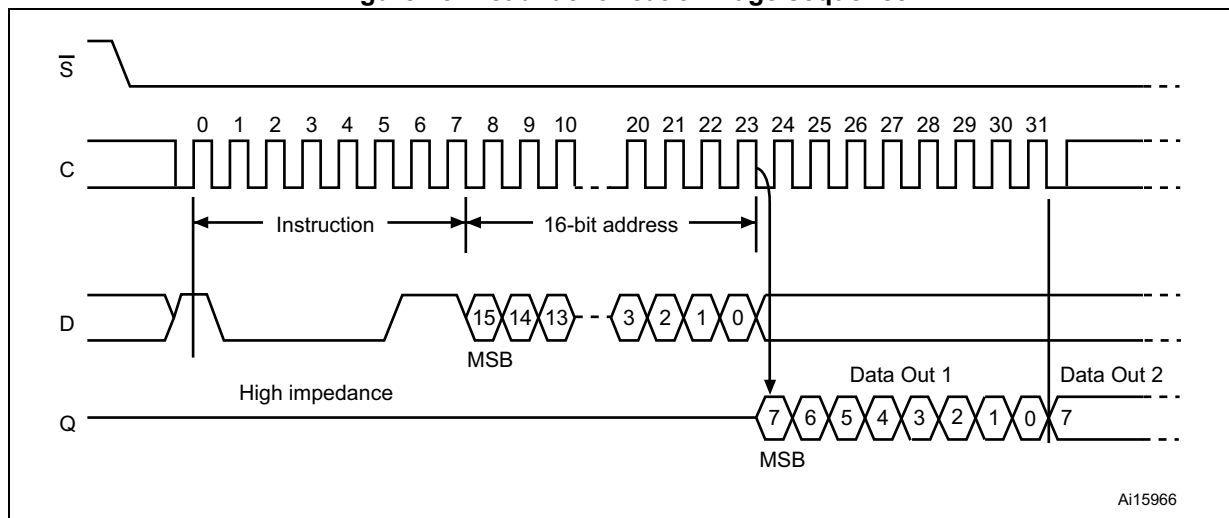 S
0 1 2 3 4 5 6 7 8 9 10 20 21 22 23 24 25 26 27 28 29 30 31
C
Instruction 16-bit address
D 15 14 13 3 2 1 0
MSB
High impedance Data Out 1 Data Out 2
Q 7 6 5 4 3 2 1 0 7
MSB
Ai15966